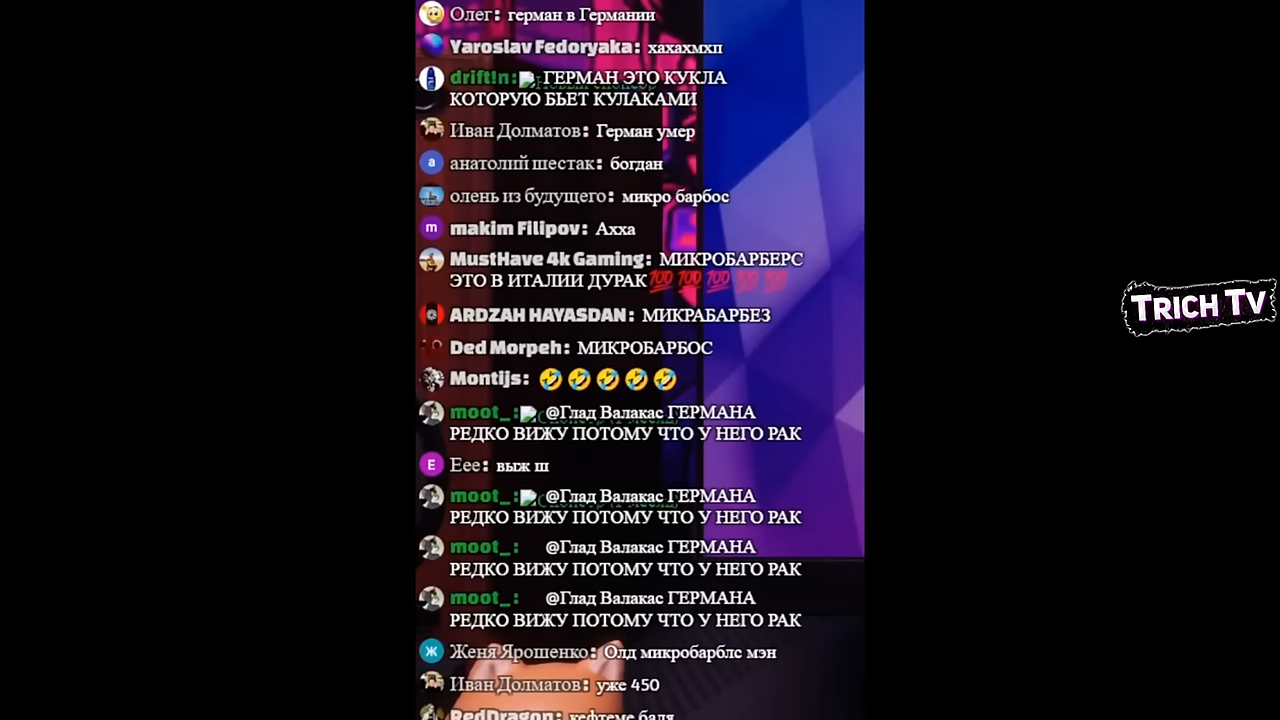 Олег: герман в Германии
Yaroslav Fedoryaka: хахахмхп
drift!n: ГЕРМАН ЭТО КУКЛА
КОТОРУЮ БЬЕТ КУЛАКАМИ
Иван Долматов: Герман умер
a анатолий шестак: богдан
олень из будущего: микро барбос
m makim Filipov: Ахха
MustHave 4k Gaming: МИКРОБАРБЕРС
ЭТО В ИТАЛИИ ДУРАК💯💯💯💯💯
ARDZAH HAYASDAN: МИКРАБАРБЕЗ
Ded Morpeh: МИКРОБАРБОС
Montijs: 🤣🤣🤣🤣🤣
moot_: @Глад Валакас ГЕРМАНА
РЕДКО ВИЖУ ПОТОМУ ЧТО У НЕГО РАК
E Еее: выж ш
moot_: @Глад Валакас ГЕРМАНА
РЕДКО ВИЖУ ПОТОМУ ЧТО У НЕГО РАК
moot_: @Глад Валакас ГЕРМАНА
РЕДКО ВИЖУ ПОТОМУ ЧТО У НЕГО РАК
moot_: @Глад Валакас ГЕРМАНА
РЕДКО ВИЖУ ПОТОМУ ЧТО У НЕГО РАК
Ж Женя Ярошенко: Олд микробарблс мэн
Иван Долматов: уже 450
RedDragon: кефтеме баля
TRICH TV